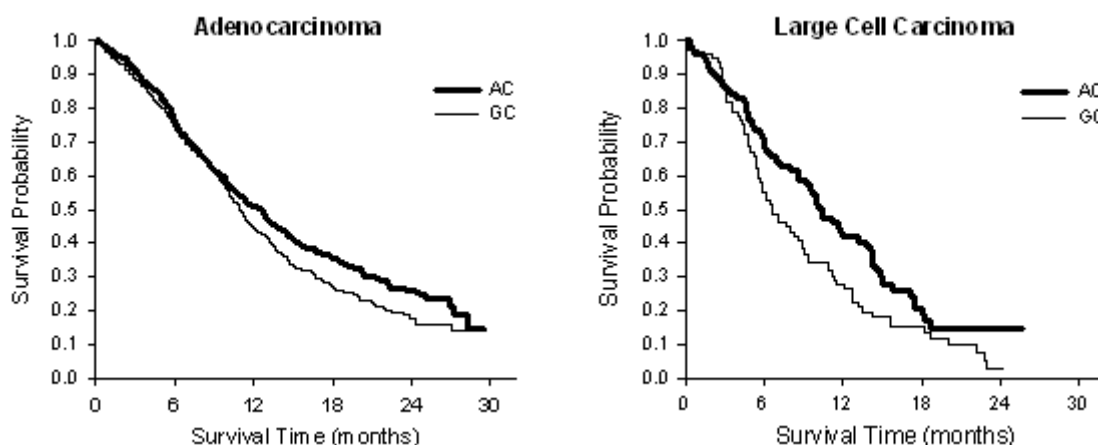 Adenocarcinoma
AC
GC
Survival Probability
1.0
0.9
0.8
0.7
0.6
0.5
0.4
0.3
0.2
0.1
0.0
0 6 12 18 24 30
Survival Time (months)
Large Cell Carcinoma
AC
GC
Survival Probability
1.0
0.9
0.8
0.7
0.6
0.5
0.4
0.3
0.2
0.1
0.0
0 6 12 18 24 30
Survival Time (months)